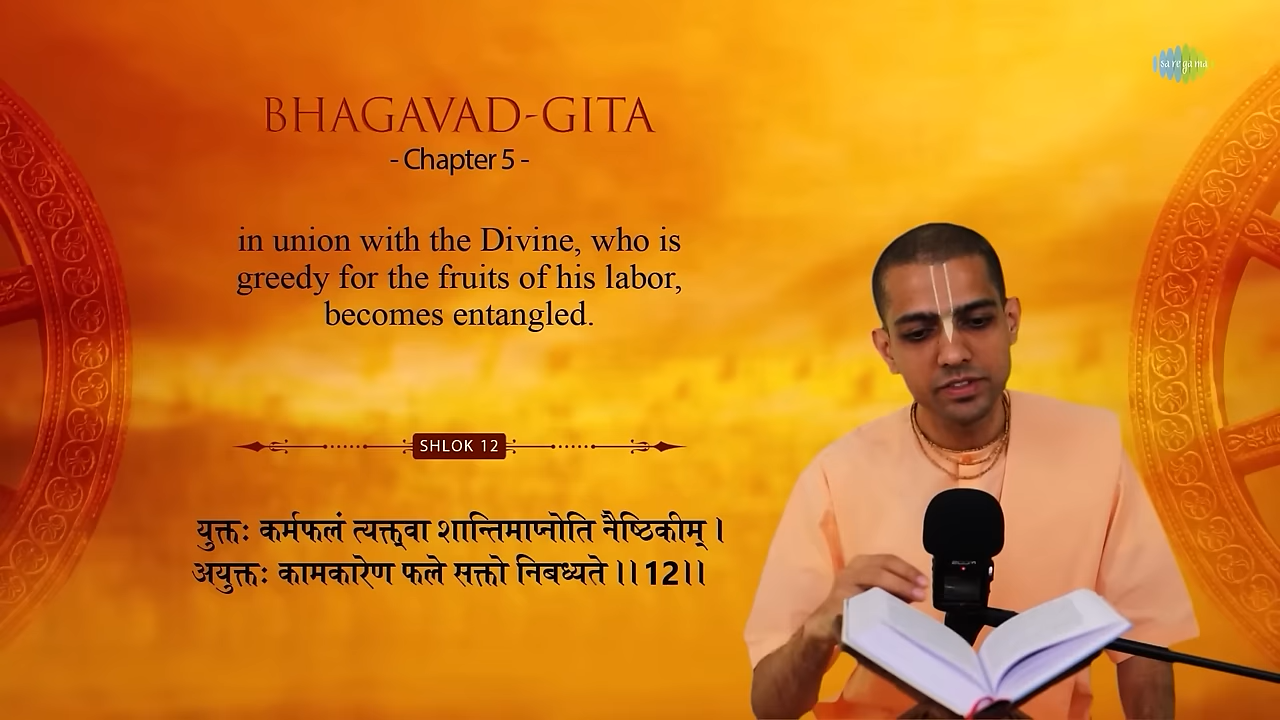 saregama
BHAGAVAD-GITA
- Chapter 5 -
in union with the Divine, who is
greedy for the fruits of his labor,
becomes entangled.
SHLOK 12
युक्तः कर्मफलं त्यक्त्वा शान्तिमाप्नोति नैष्ठिकीम् ।
अयुक्तः कामकारेण फले सक्तो निबध्यते ।।12।।